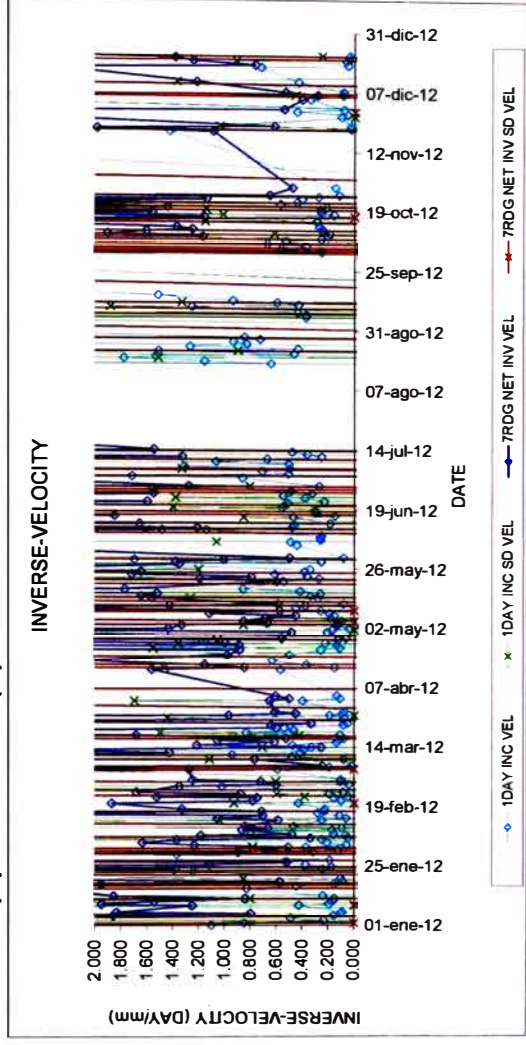 INVERSE-VELOCITY
INVERSE-VELOCITY (DAY/mm)
2.000
1.800
1.600
1.400
1.200
1.000
0.800
0.600
0.400
0.200
0.000
01-ene-12
25-ene-12
19-feb-12
14-mar-12
07-abr-12
02-may-12
26-may-12
19-jun-12
14-jul-12
07-ago-12
31-ago-12
25-sep-12
19-oct-12
12-nov-12
07-dic-12
31-dic-12
DATE
1DAY INC VEL
1DAY INC SD VEL
7RDG NET INV VEL
7RDG NET INV SD VEL